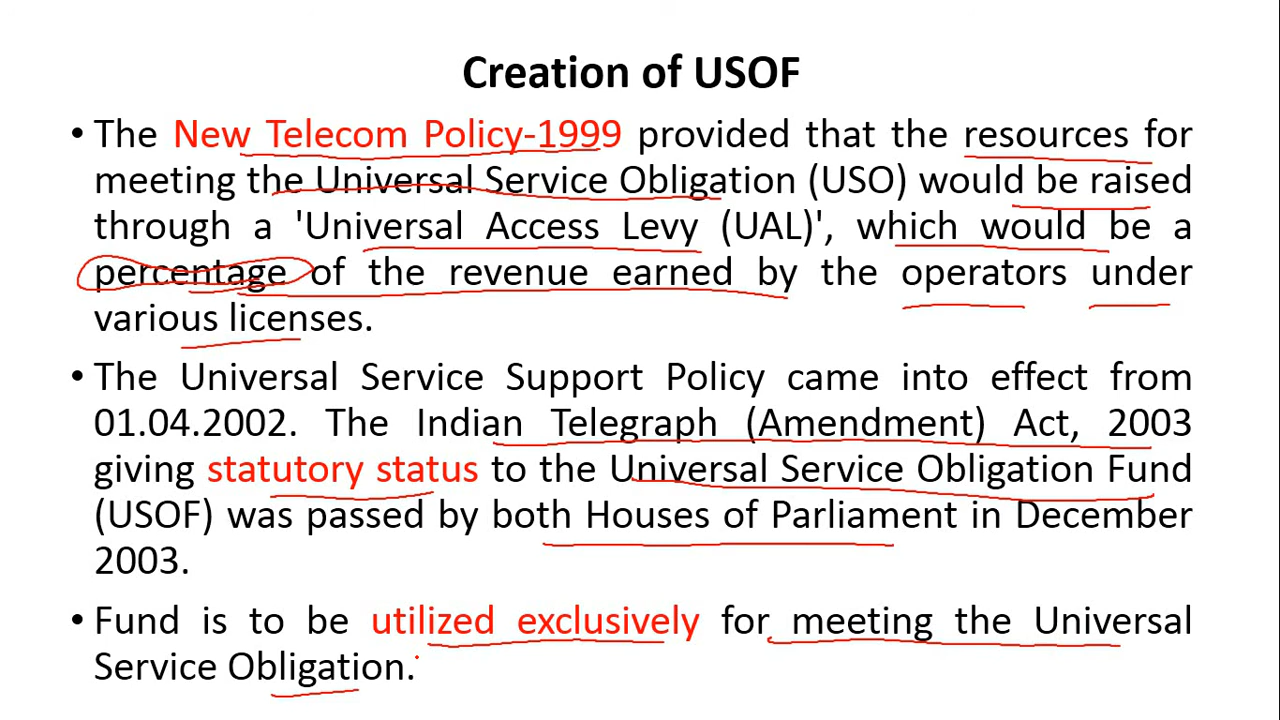 Creation of USOF
• The New Telecom Policy-1999 provided that the resources for
meeting the Universal Service Obligation (USO) would be raised
through a 'Universal Access Levy (UAL)', which would be a
percentage of the revenue earned by the operators under
various licenses.
• The Universal Service Support Policy came into effect from
01.04.2002. The Indian Telegraph (Amendment) Act, 2003
giving statutory status to the Universal Service Obligation Fund
(USOF) was passed by both Houses of Parliament in December
2003.
• Fund is to be utilized exclusively for meeting the Universal
Service Obligation.